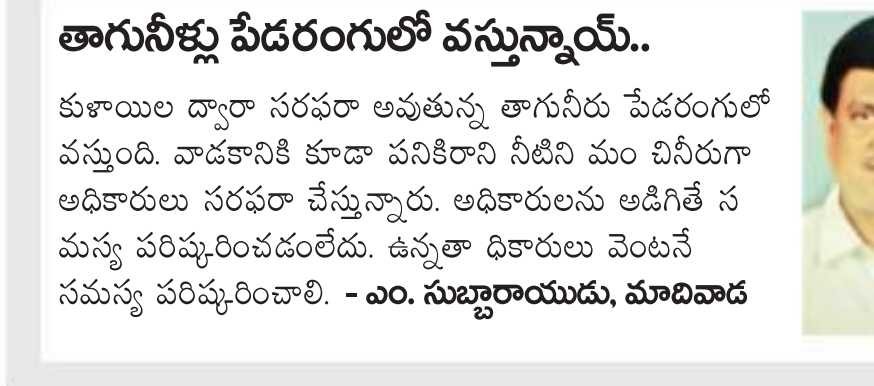 తాగునీళ్లు పేడరంగులో వస్తున్నాయ్..
కుళాయిల ద్వారా సరఫరా అవుతున్న తాగునీరు పేడరంగులో
వస్తుంది. వాడకానికి కూడా పనికిరాని నీటిని మం చినీరుగా
అధికారులు సరఫరా చేస్తున్నారు. అధికారులను అడిగితే స
మస్య పరిష్కరించడంలేదు. ఉన్నతా ధికారులు వెంటనే
సమస్య పరిష్కరించాలి. - ఎం. సుబ్బారాయుడు, మాదివాడ